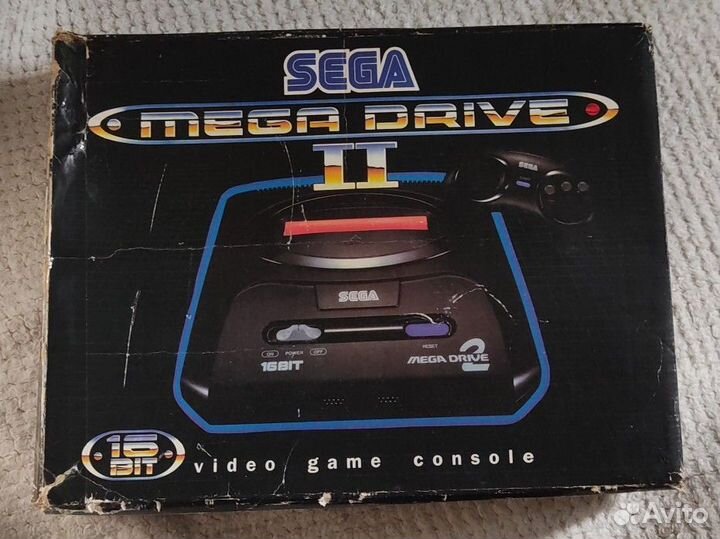 SEGA
MEGA DRIVE
II
SEGA
SEGA
ON POWER OFF
RESET
16BIT
MEGA DRIVE 2
16
BIT
video game console
Avito